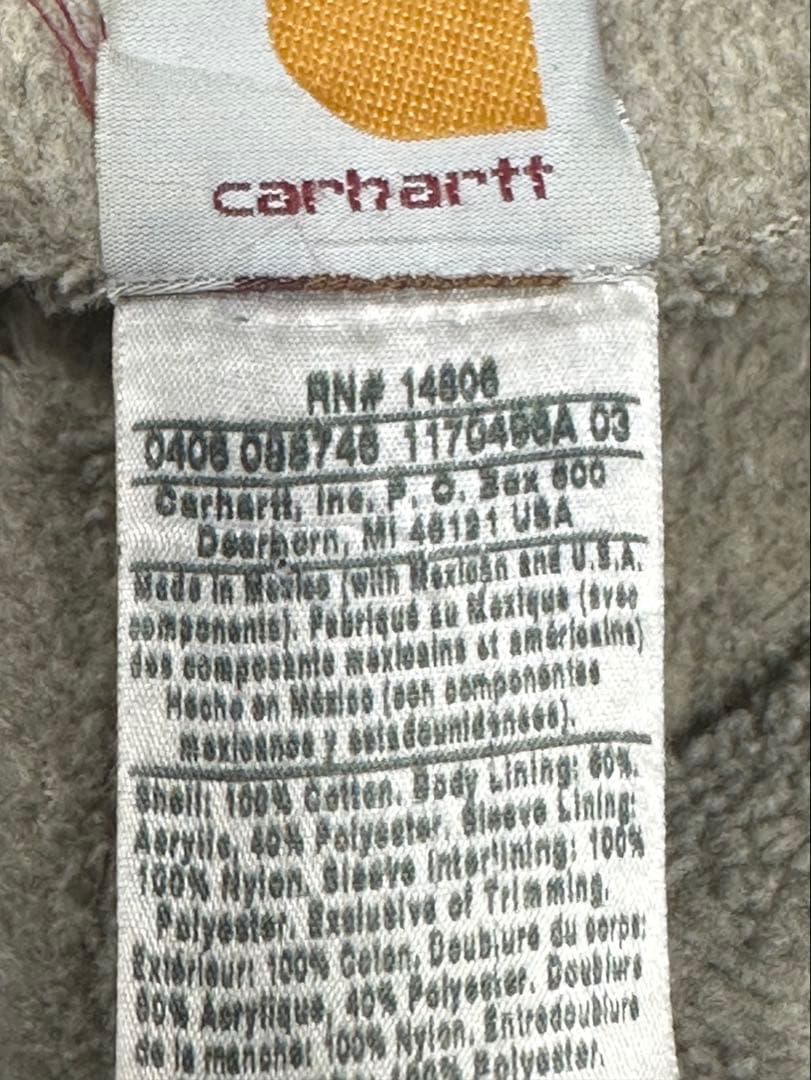 carhartt
RN# 14806
0406 1170456A 03
Carhartt, Inc. P. O. Box 600
Dearborn, MI 48121 USA
Made in Mexico (with Mexican and U.S.A.
components). Fabriqué au Mexique (avec
des composants mexicains et américains)
Hecho en México (con componentes
mexicanos y estadounidenses).
Shell: 100% Cotton. Body Lining: 60%
Acrylic, 40% Polyester. Sleeve Lining:
100% Nylon. Sleeve Interlining: 100%
Polyester. Exclusive of Trimming.
Extérieur: 100% Coton. Doublure du corps:
60% Acrylique, 40% Polyester. Doublure
de la manche: 100% Nylon. Entredoublure
100% Polyester.